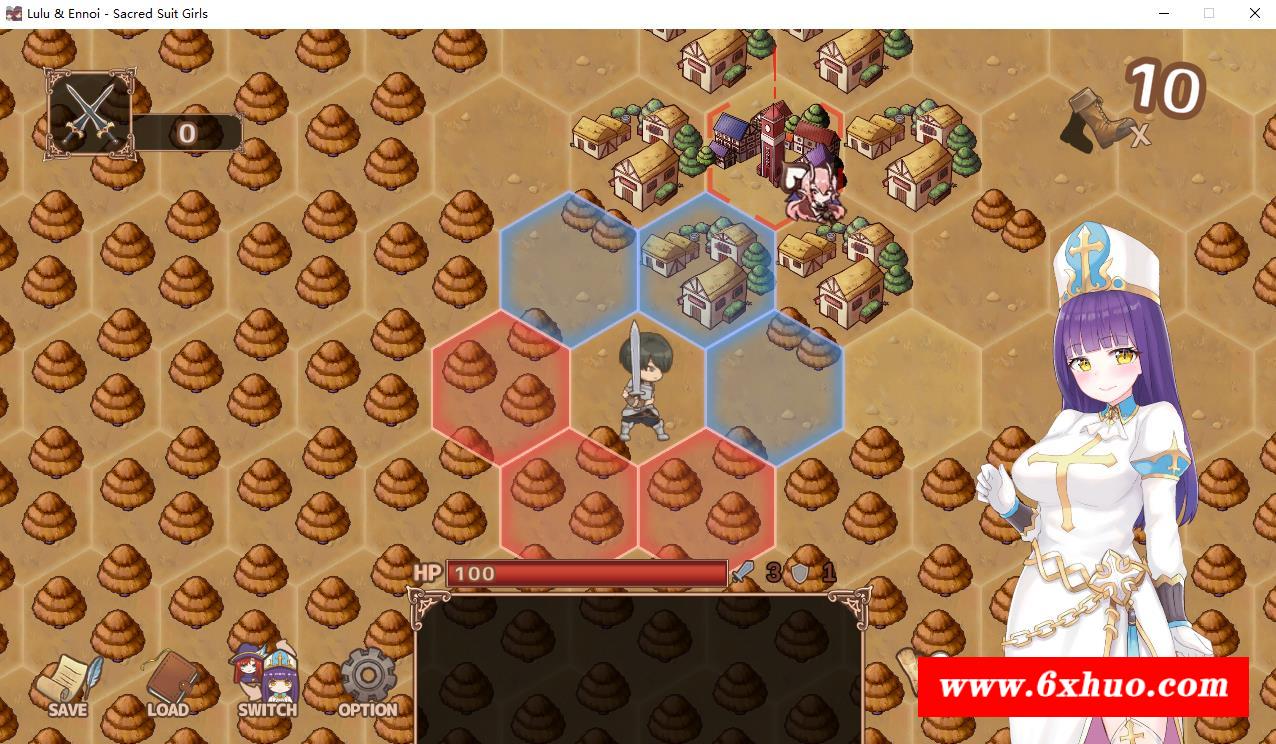 Lulu & Ennoi - Sacred Suit Girls
10
x
0
HP 100 3 1
SAVE LOAD SWITCH OPTION
www.6xhuo.com